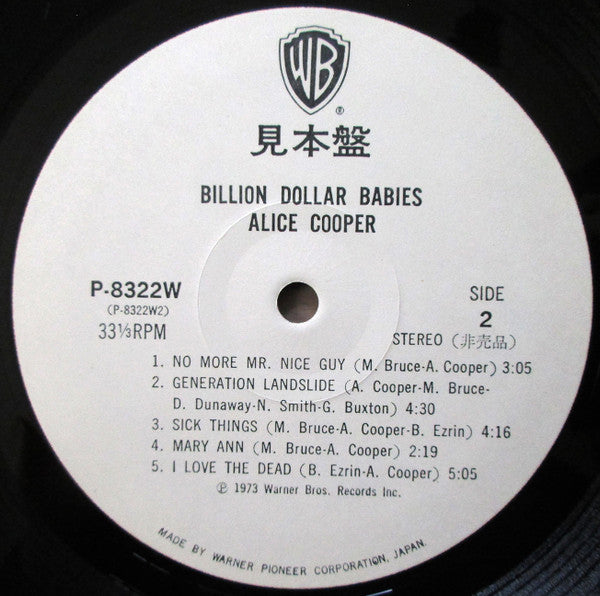 WB
®
見本盤
BILLION DOLLAR BABIES
ALICE COOPER
P-8322W
(P-8322W2)
33⅓RPM
SIDE
2
STEREO (非売品)
1. NO MORE MR. NICE GUY (M. Bruce-A. Cooper) 3:05
2. GENERATION LANDSLIDE (A. Cooper-M. Bruce-
D. Dunaway-N. Smith-G. Buxton) 4:30
3. SICK THINGS (M. Bruce-A. Cooper-B. Ezrin) 4:16
4. MARY ANN (M. Bruce-A. Cooper) 2:19
5. I LOVE THE DEAD (B. Ezrin-A. Cooper) 5:05
℗ 1973 Warner Bros. Records Inc.
MADE BY WARNER PIONEER CORPORATION, JAPAN.